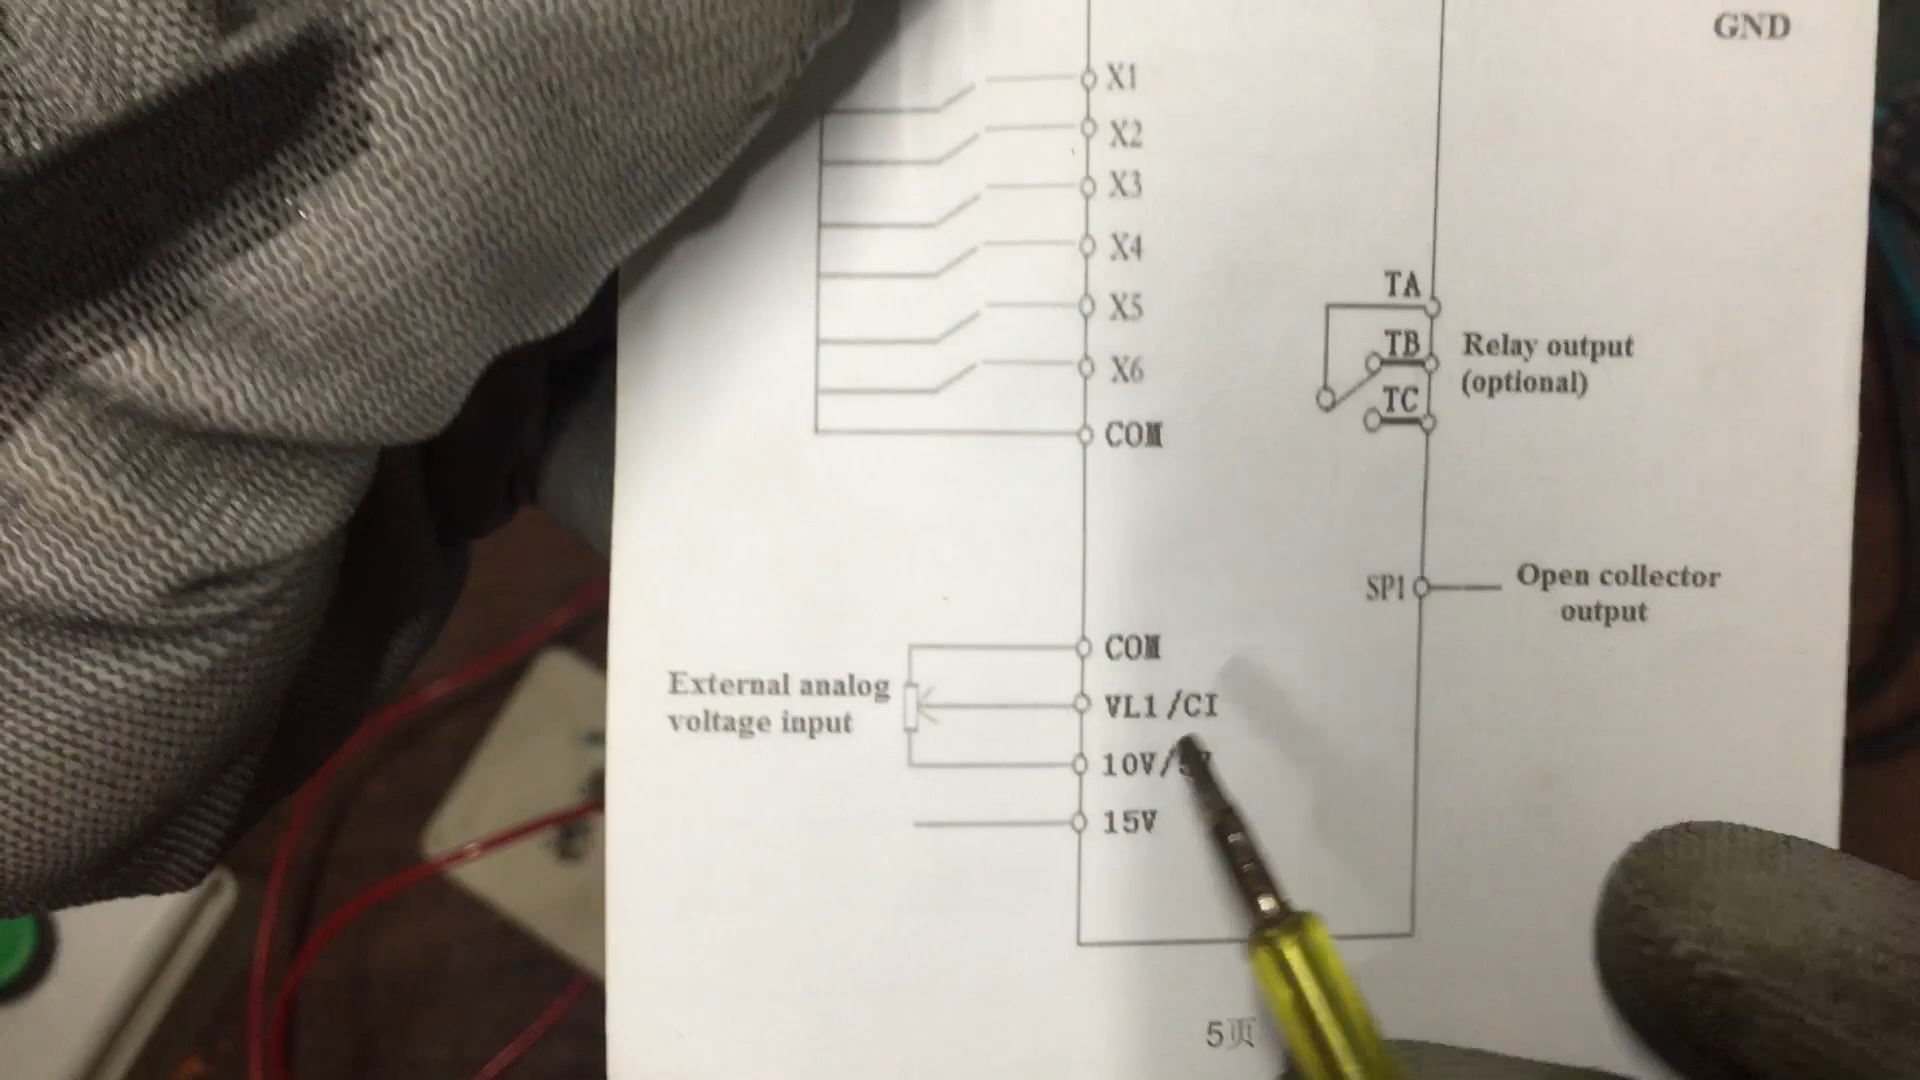 GND
X1
X2
X3
X4
X5
X6
COM
TA
TB
TC
Relay output
(optional)
SP1
Open collector
output
COM
External analog
voltage input
VL1/CI
10V/
15V
5页